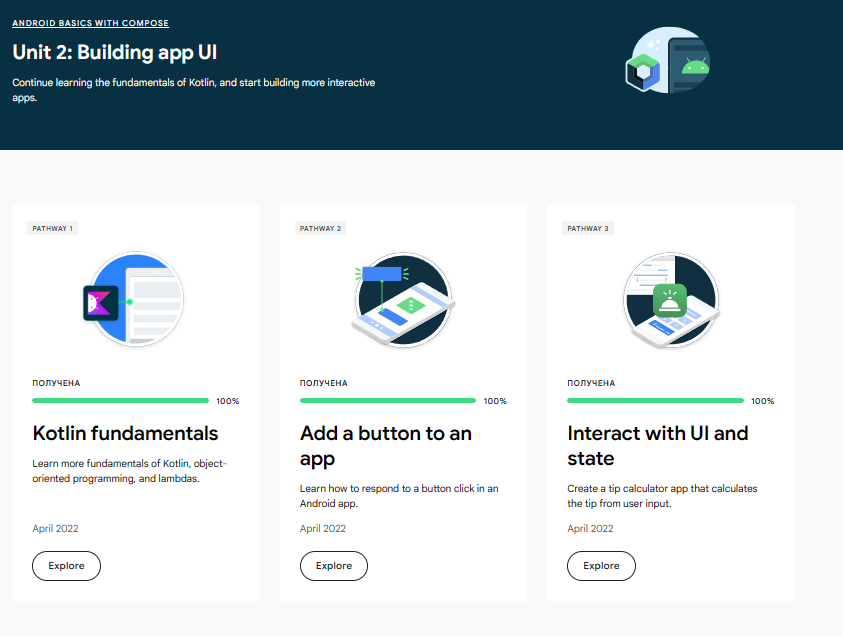 ANDROID BASICS WITH COMPOSE
Unit 2: Building app UI
Continue learning the fundamentals of Kotlin, and start building more interactive
apps.
PATHWAY 1
ПОЛУЧЕНА
100%
Kotlin fundamentals
Learn more fundamentals of Kotlin, object-
oriented programming, and lambdas.
April 2022
Explore
PATHWAY 2
ПОЛУЧЕНА
100%
Add a button to an
app
Learn how to respond to a button click in an
Android app.
April 2022
Explore
PATHWAY 3
ПОЛУЧЕНА
100%
Interact with UI and
state
Create a tip calculator app that calculates
the tip from user input.
April 2022
Explore